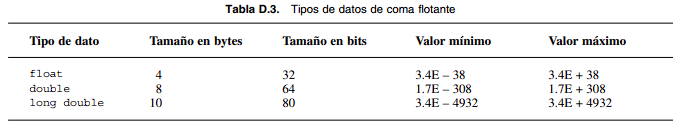 Tabla D.3. Tipos de datos de coma flotante
Tipo de dato Tamaño en bytes Tamaño en bits Valor mínimo Valor máximo
float 4 32 3.4E – 38 3.4E + 38
double 8 64 1.7E – 308 1.7E + 308
long double 10 80 3.4E – 4932 3.4E + 4932